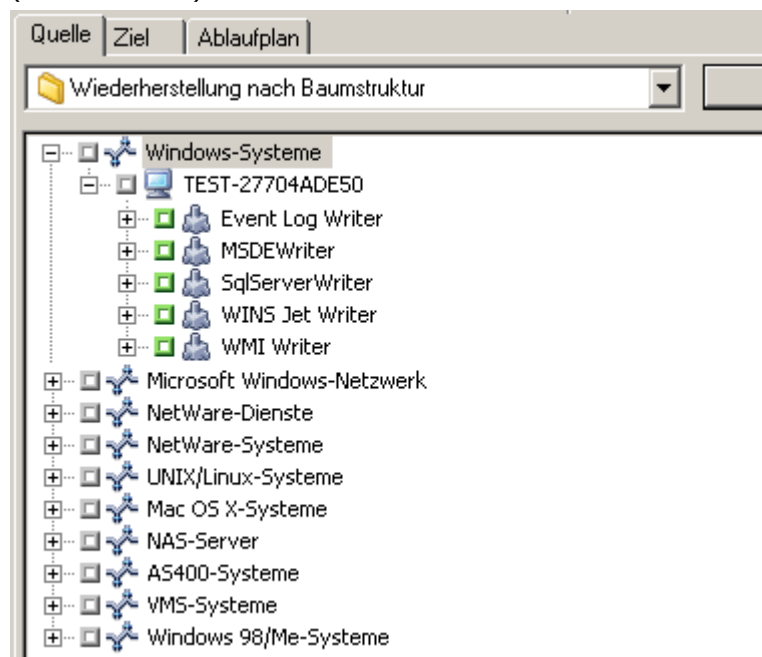 Quelle Ziel Ablaufplan
Wiederherstellung nach Baumstruktur
Windows-Systeme
TEST-27704ADE50
Event Log Writer
MSDEWriter
SqlServerWriter
WINS Jet Writer
WMI Writer
Microsoft Windows-Netzwerk
NetWare-Dienste
NetWare-Systeme
UNIX/Linux-Systeme
Mac OS X-Systeme
NAS-Server
AS400-Systeme
VMS-Systeme
Windows 98/Me-Systeme